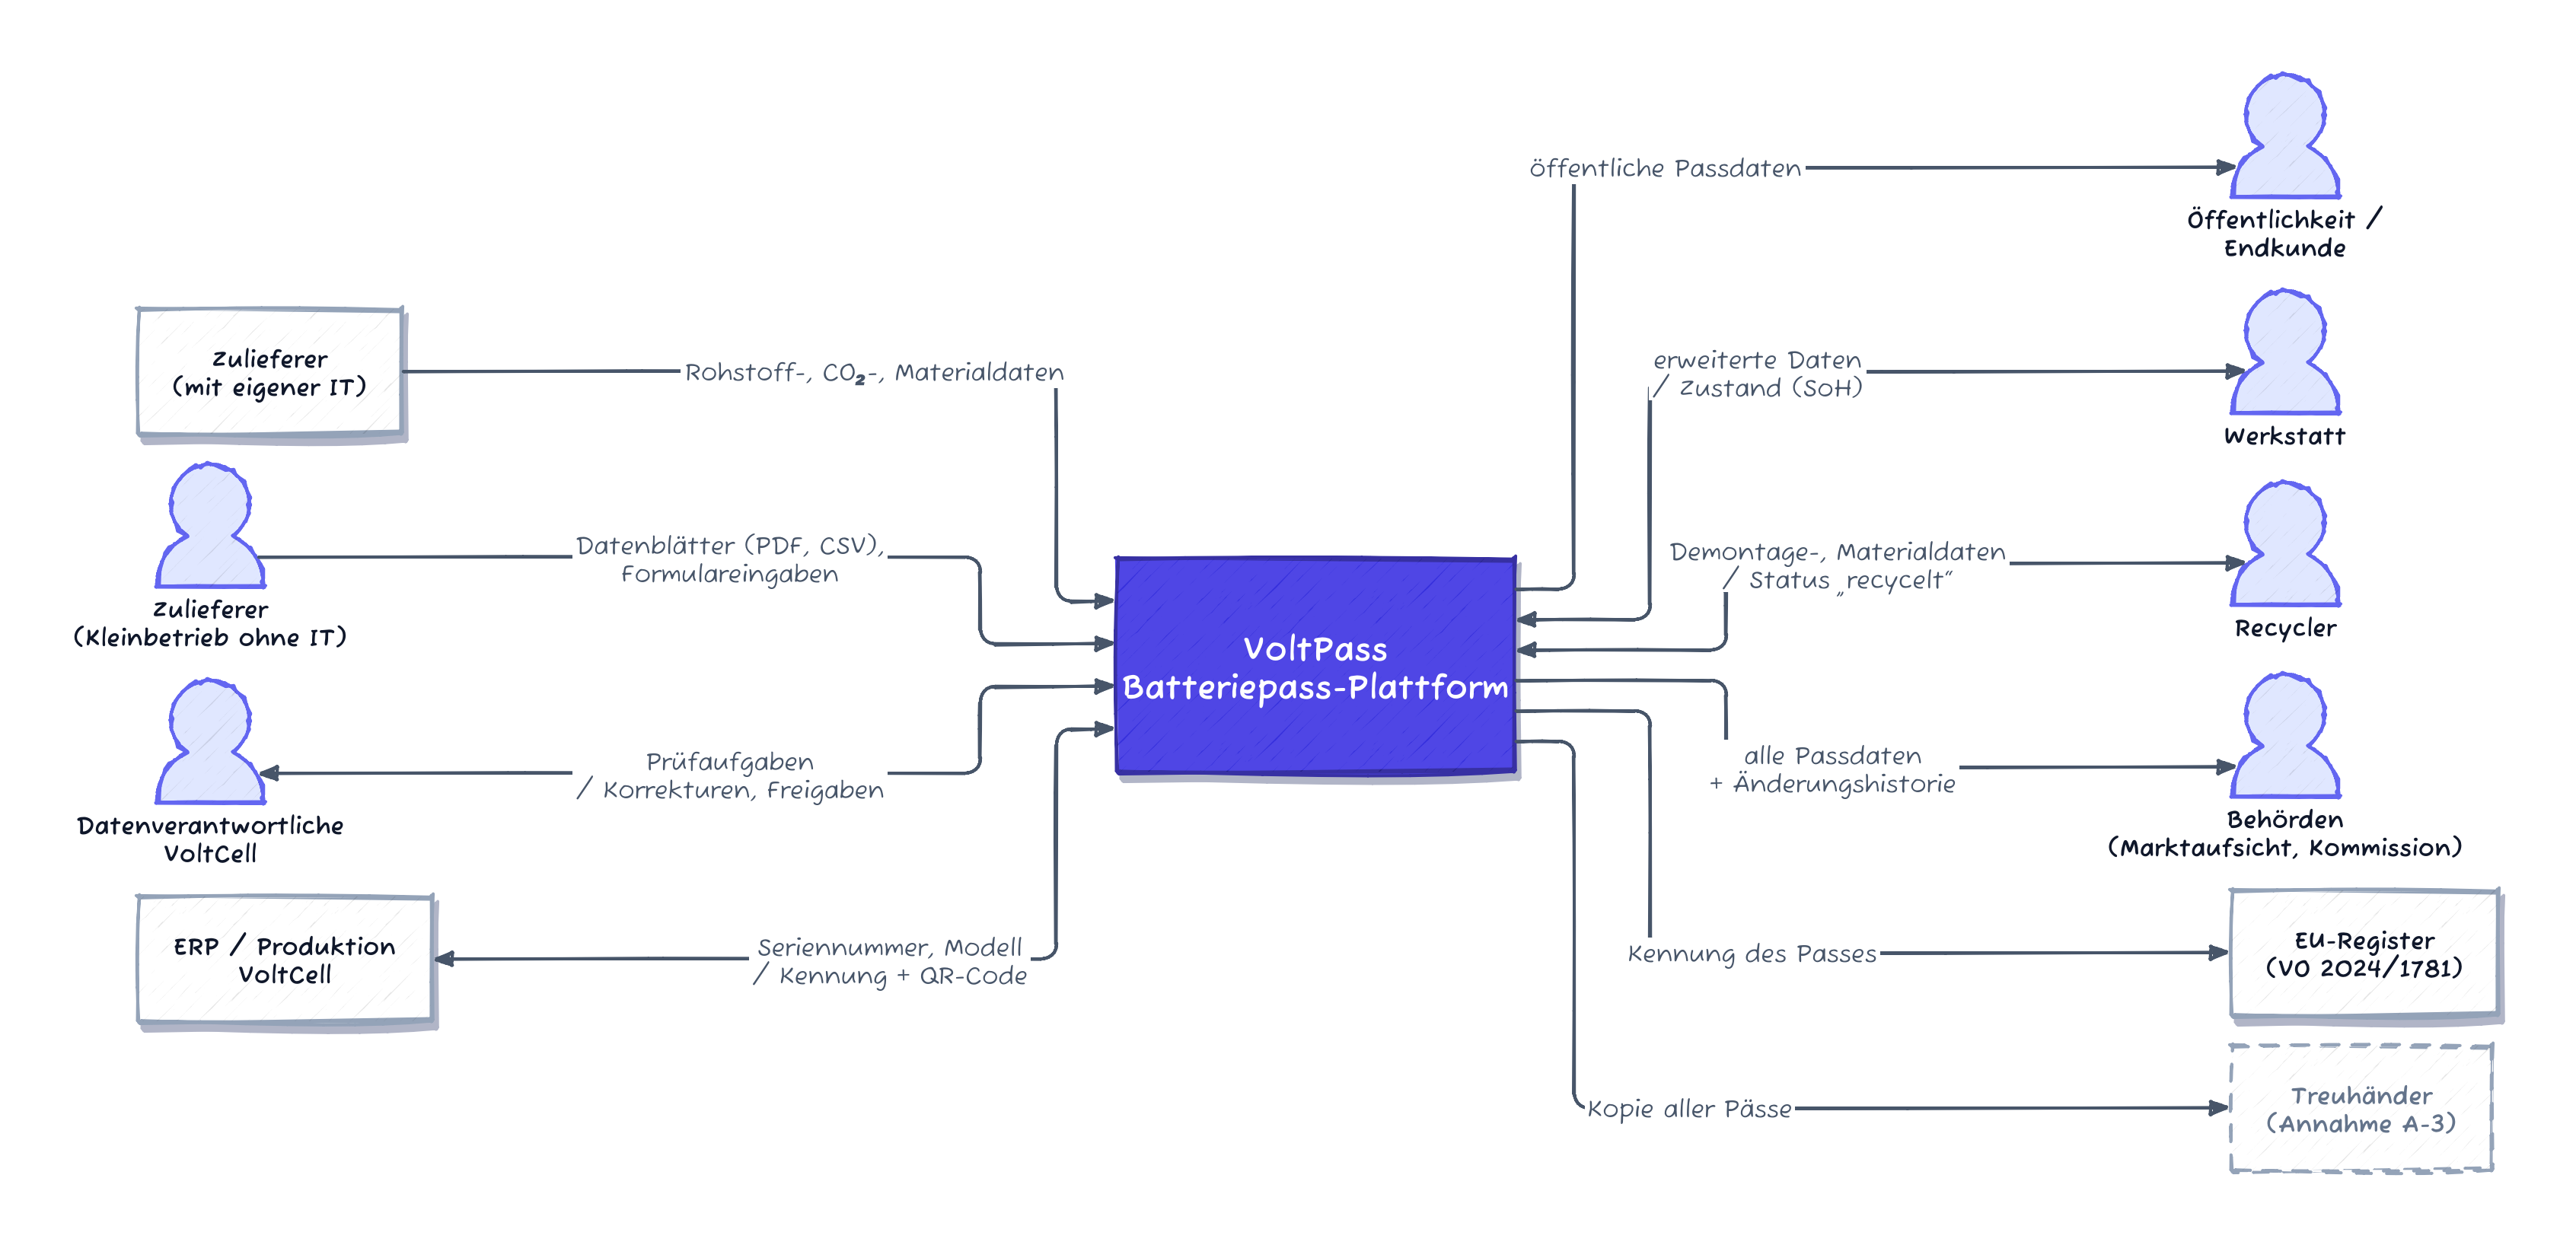 öffentliche Passdaten
Öffentlichkeit /
Endkunde
Zulieferer
(mit eigener IT)
Rohstoff-, CO₂-, Materialdaten
erweiterte Daten
/ Zustand (SoH)
Werkstatt
Zulieferer
(Kleinbetrieb ohne IT)
Datenblätter (PDF, CSV),
Formulareingaben
Demontage-, Materialdaten
/ Status „recycelt“
Recycler
VoltPass
Batteriepass-Plattform
Datenverantwortliche
VoltCell
Prüfaufgaben
/ Korrekturen, Freigaben
alle Passdaten
+ Änderungshistorie
Behörden
(Marktaufsicht, Kommission)
ERP / Produktion
VoltCell
Seriennummer, Modell
/ Kennung + QR-Code
Kennung des Passes
EU-Register
(VO 2024/1781)
Kopie aller Pässe
Treuhänder
(Annahme A-3)